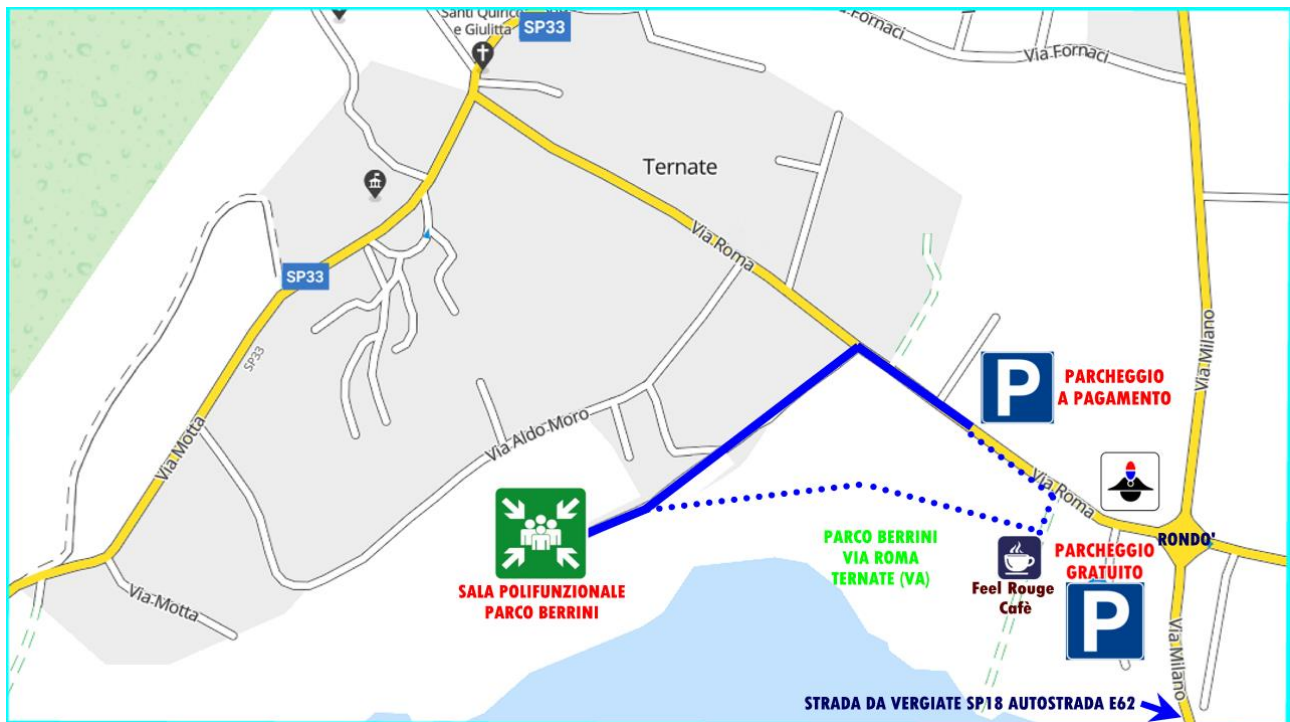 Santi Quirico
e Giulitta
SP33
Via Fornaci
Ternate
Via Roma
SP33
SP33
Via Milano
P
PARCHEGGIO
A PAGAMENTO
Via Aldo Moro
Via Motta
Via Roma
RONDO'
PARCO BERRINI
VIA ROMA
TERNATE (VA)
PARCHEGGIO
GRATUITO
Feel Rouge
Cafè
P
SALA POLIFUNZIONALE
PARCO BERRINI
Via Motta
Via Milano
STRADA DA VERGIATE SP18 AUTOSTRADA E62